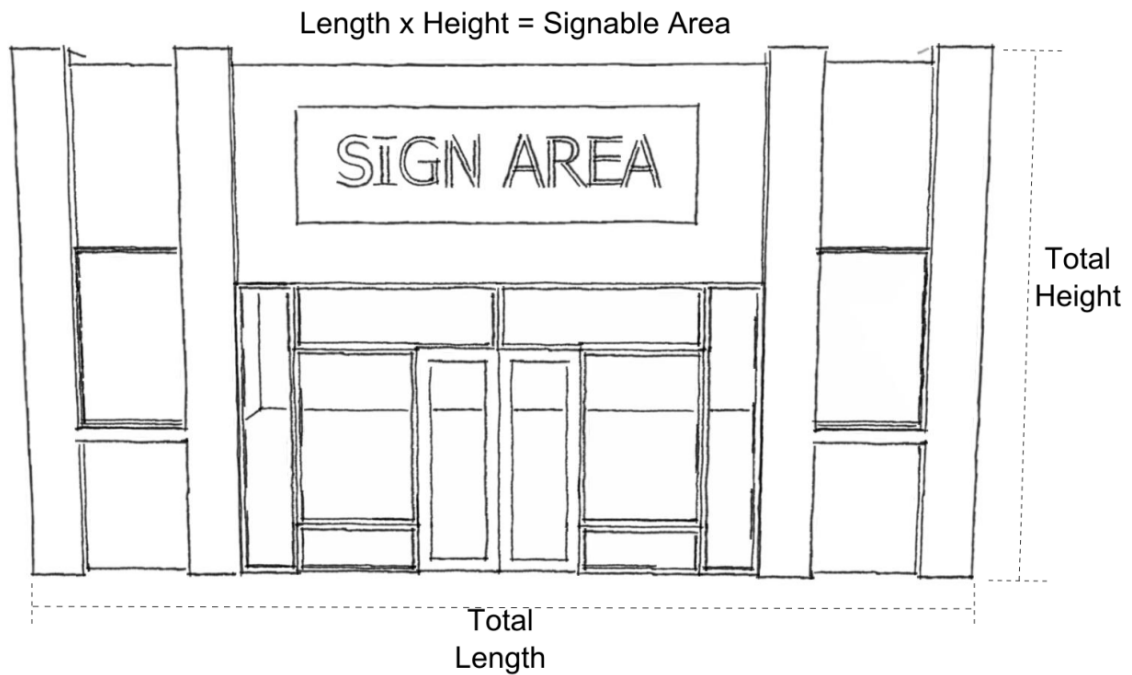 Length x Height = Signable Area
SIGN AREA
Total
Height
Total
Length